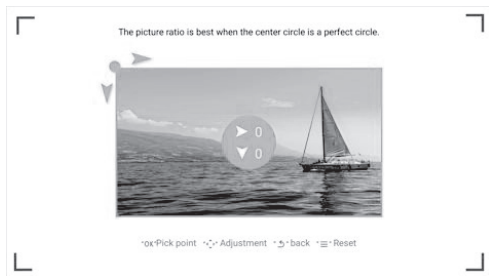 The picture ratio is best when the center circle is a perfect circle.
0
0
OK Pick point Adjustment back Reset